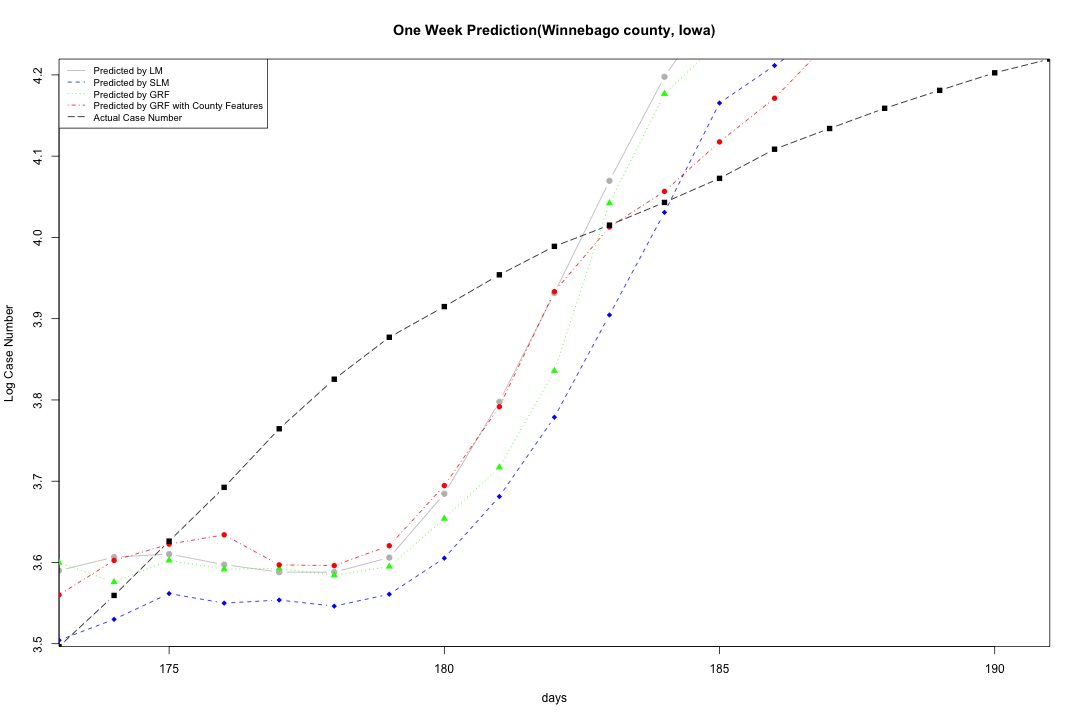 One Week Prediction(Winnebago county, Iowa)
Predicted by LM
Predicted by SLM
Predicted by GRF
Predicted by GRF with County Features
Actual Case Number
4.2
4.1
4.0
3.9
3.8
3.7
3.6
3.5
Log Case Number
175 180 185 190
days